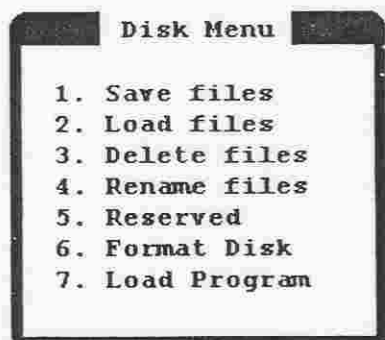 Disk Menu
1. Save files
2. Load files
3. Delete files
4. Rename files
5. Reserved
6. Format Disk
7. Load Program